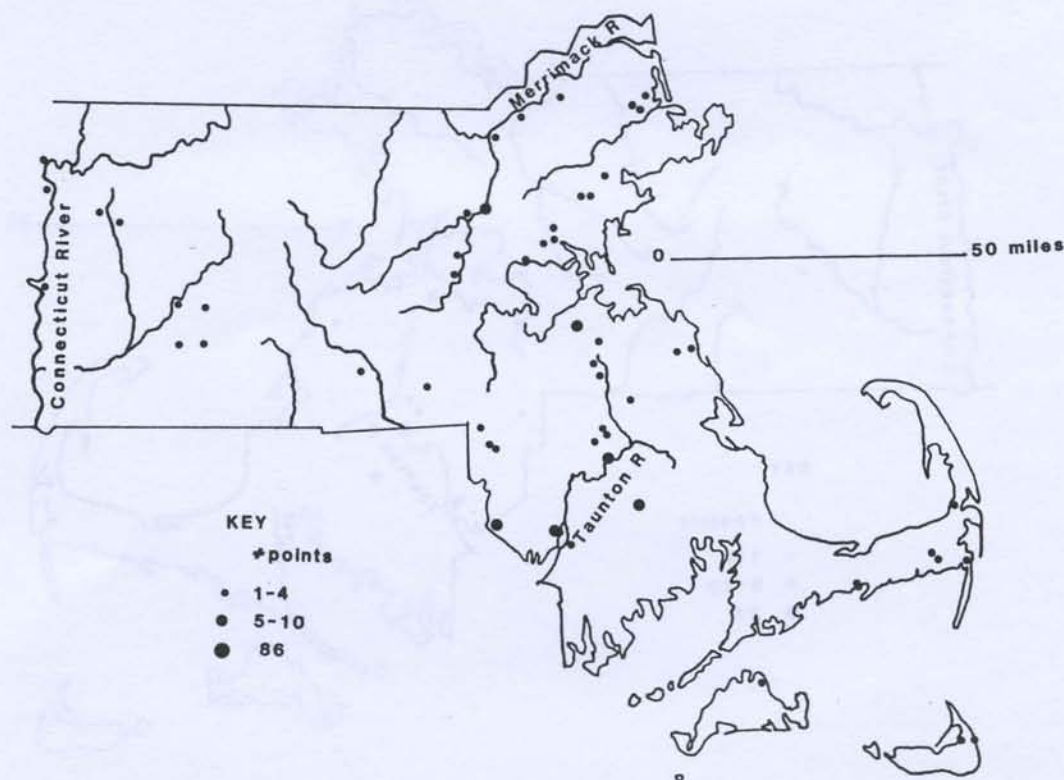 Merrimack R
0 50 miles
Connecticut River
Taunton R
KEY
# points
1-4
5-10
86